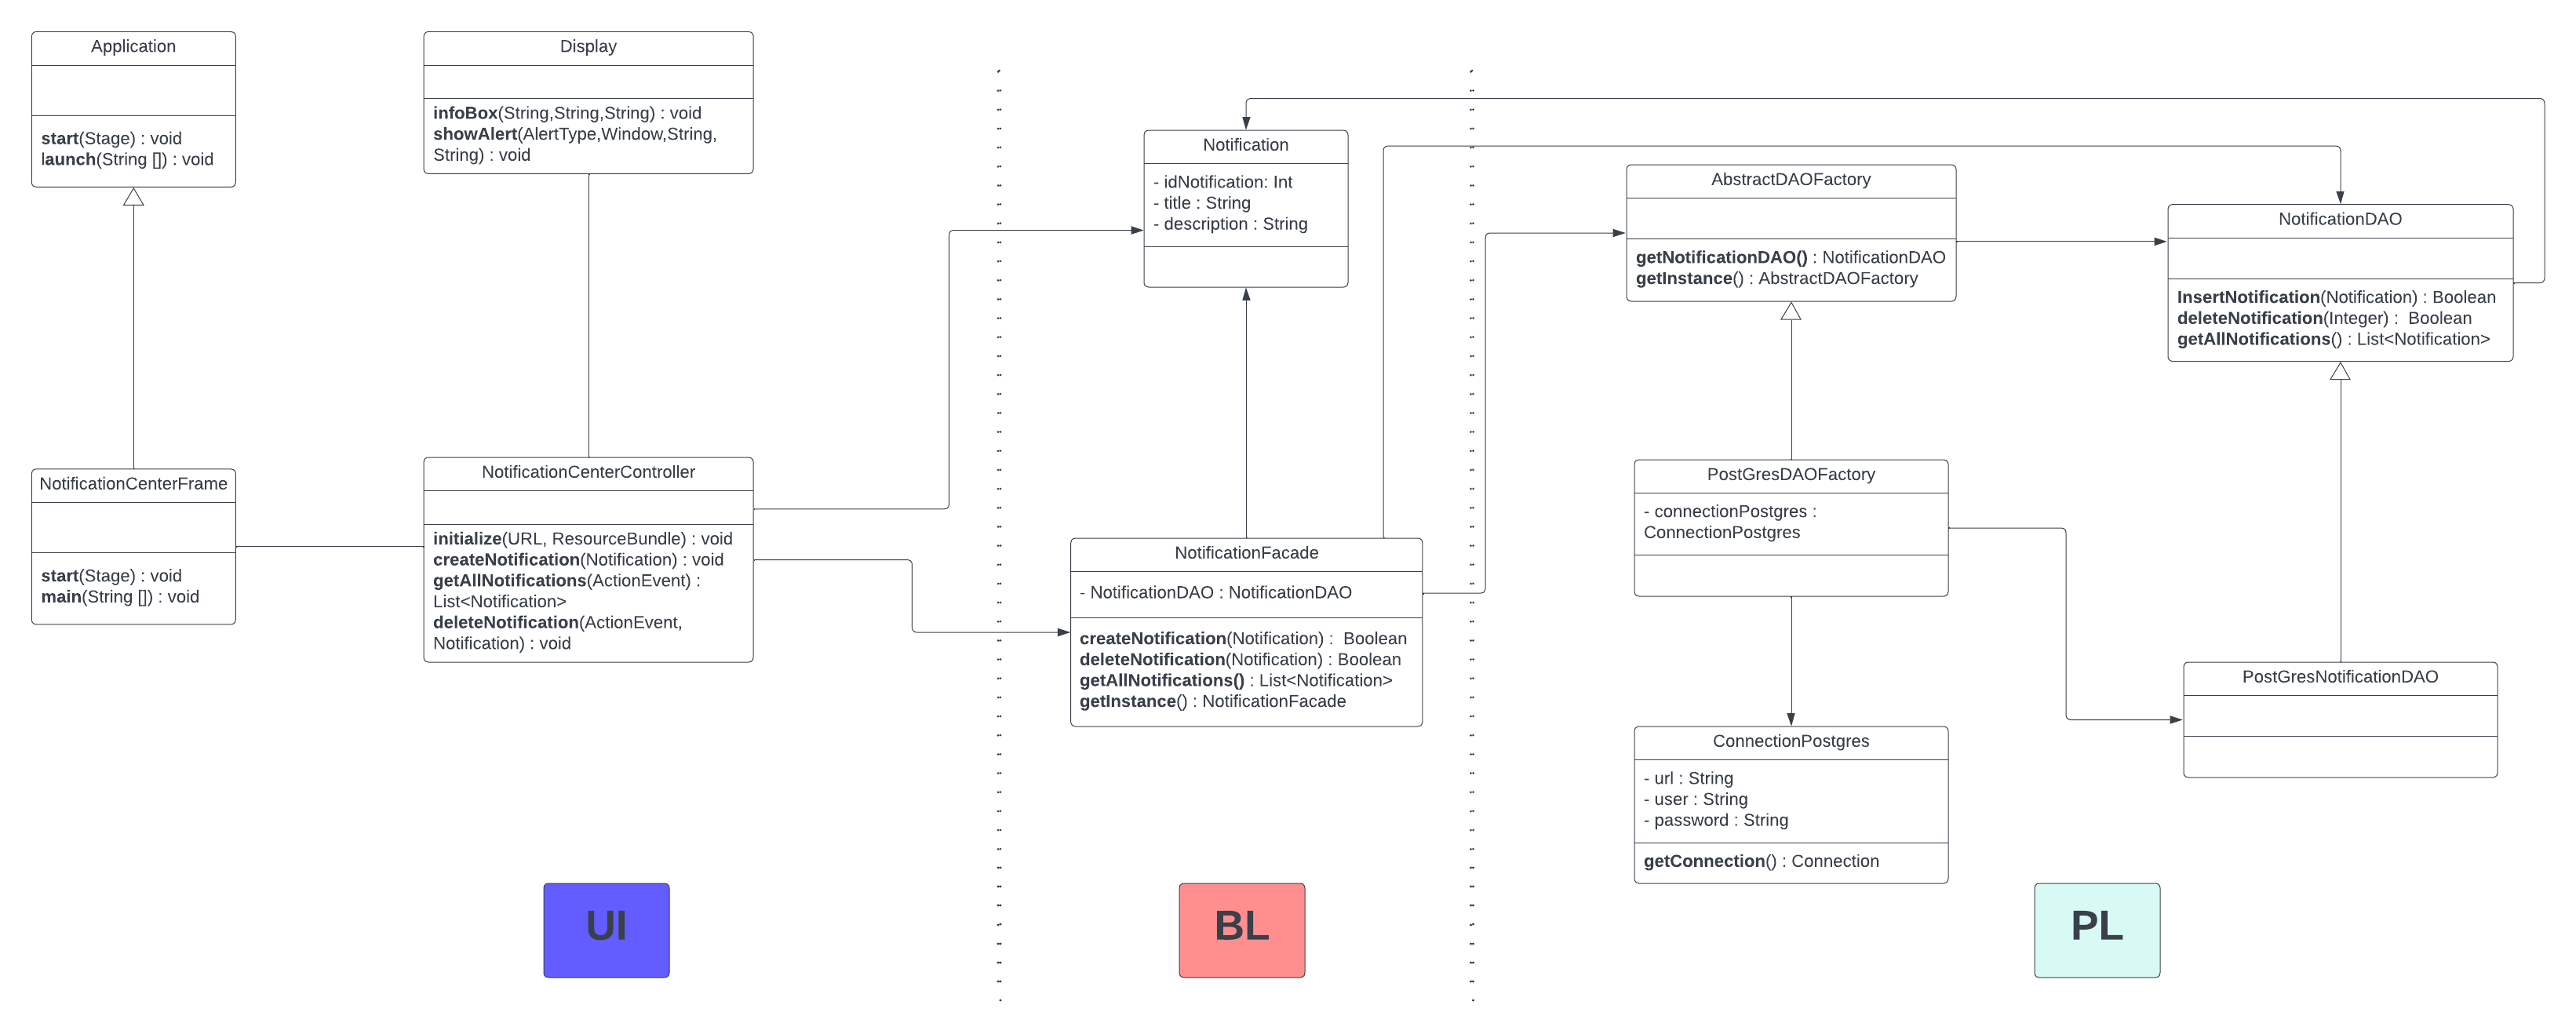 Application
start(Stage) : void
launch(String []) : void
Display
infoBox(String,String,String) : void
showAlert(AlertType,Window,String,
String) : void
NotificationCenterFrame
start(Stage) : void
main(String []) : void
NotificationCenterController
initialize(URL, ResourceBundle) : void
createNotification(Notification) : void
getAllNotifications(ActionEvent) :
List<Notification>
deleteNotification(ActionEvent,
Notification) : void
UI
Notification
- idNotification: Int
- title : String
- description : String
NotificationFacade
- NotificationDAO : NotificationDAO
createNotification(Notification) :  Boolean
deleteNotification(Notification) : Boolean
getAllNotifications() : List<Notification>
getInstance() : NotificationFacade
BL
AbstractDAOFactory
getNotificationDAO() : NotificationDAO
getInstance() : AbstractDAOFactory
NotificationDAO
InsertNotification(Notification) : Boolean
deleteNotification(Integer) :  Boolean
getAllNotifications() : List<Notification>
PostGresDAOFactory
- connectionPostgres :
ConnectionPostgres
PostGresNotificationDAO
ConnectionPostgres
- url : String
- user : String
- password : String
getConnection() : Connection
PL